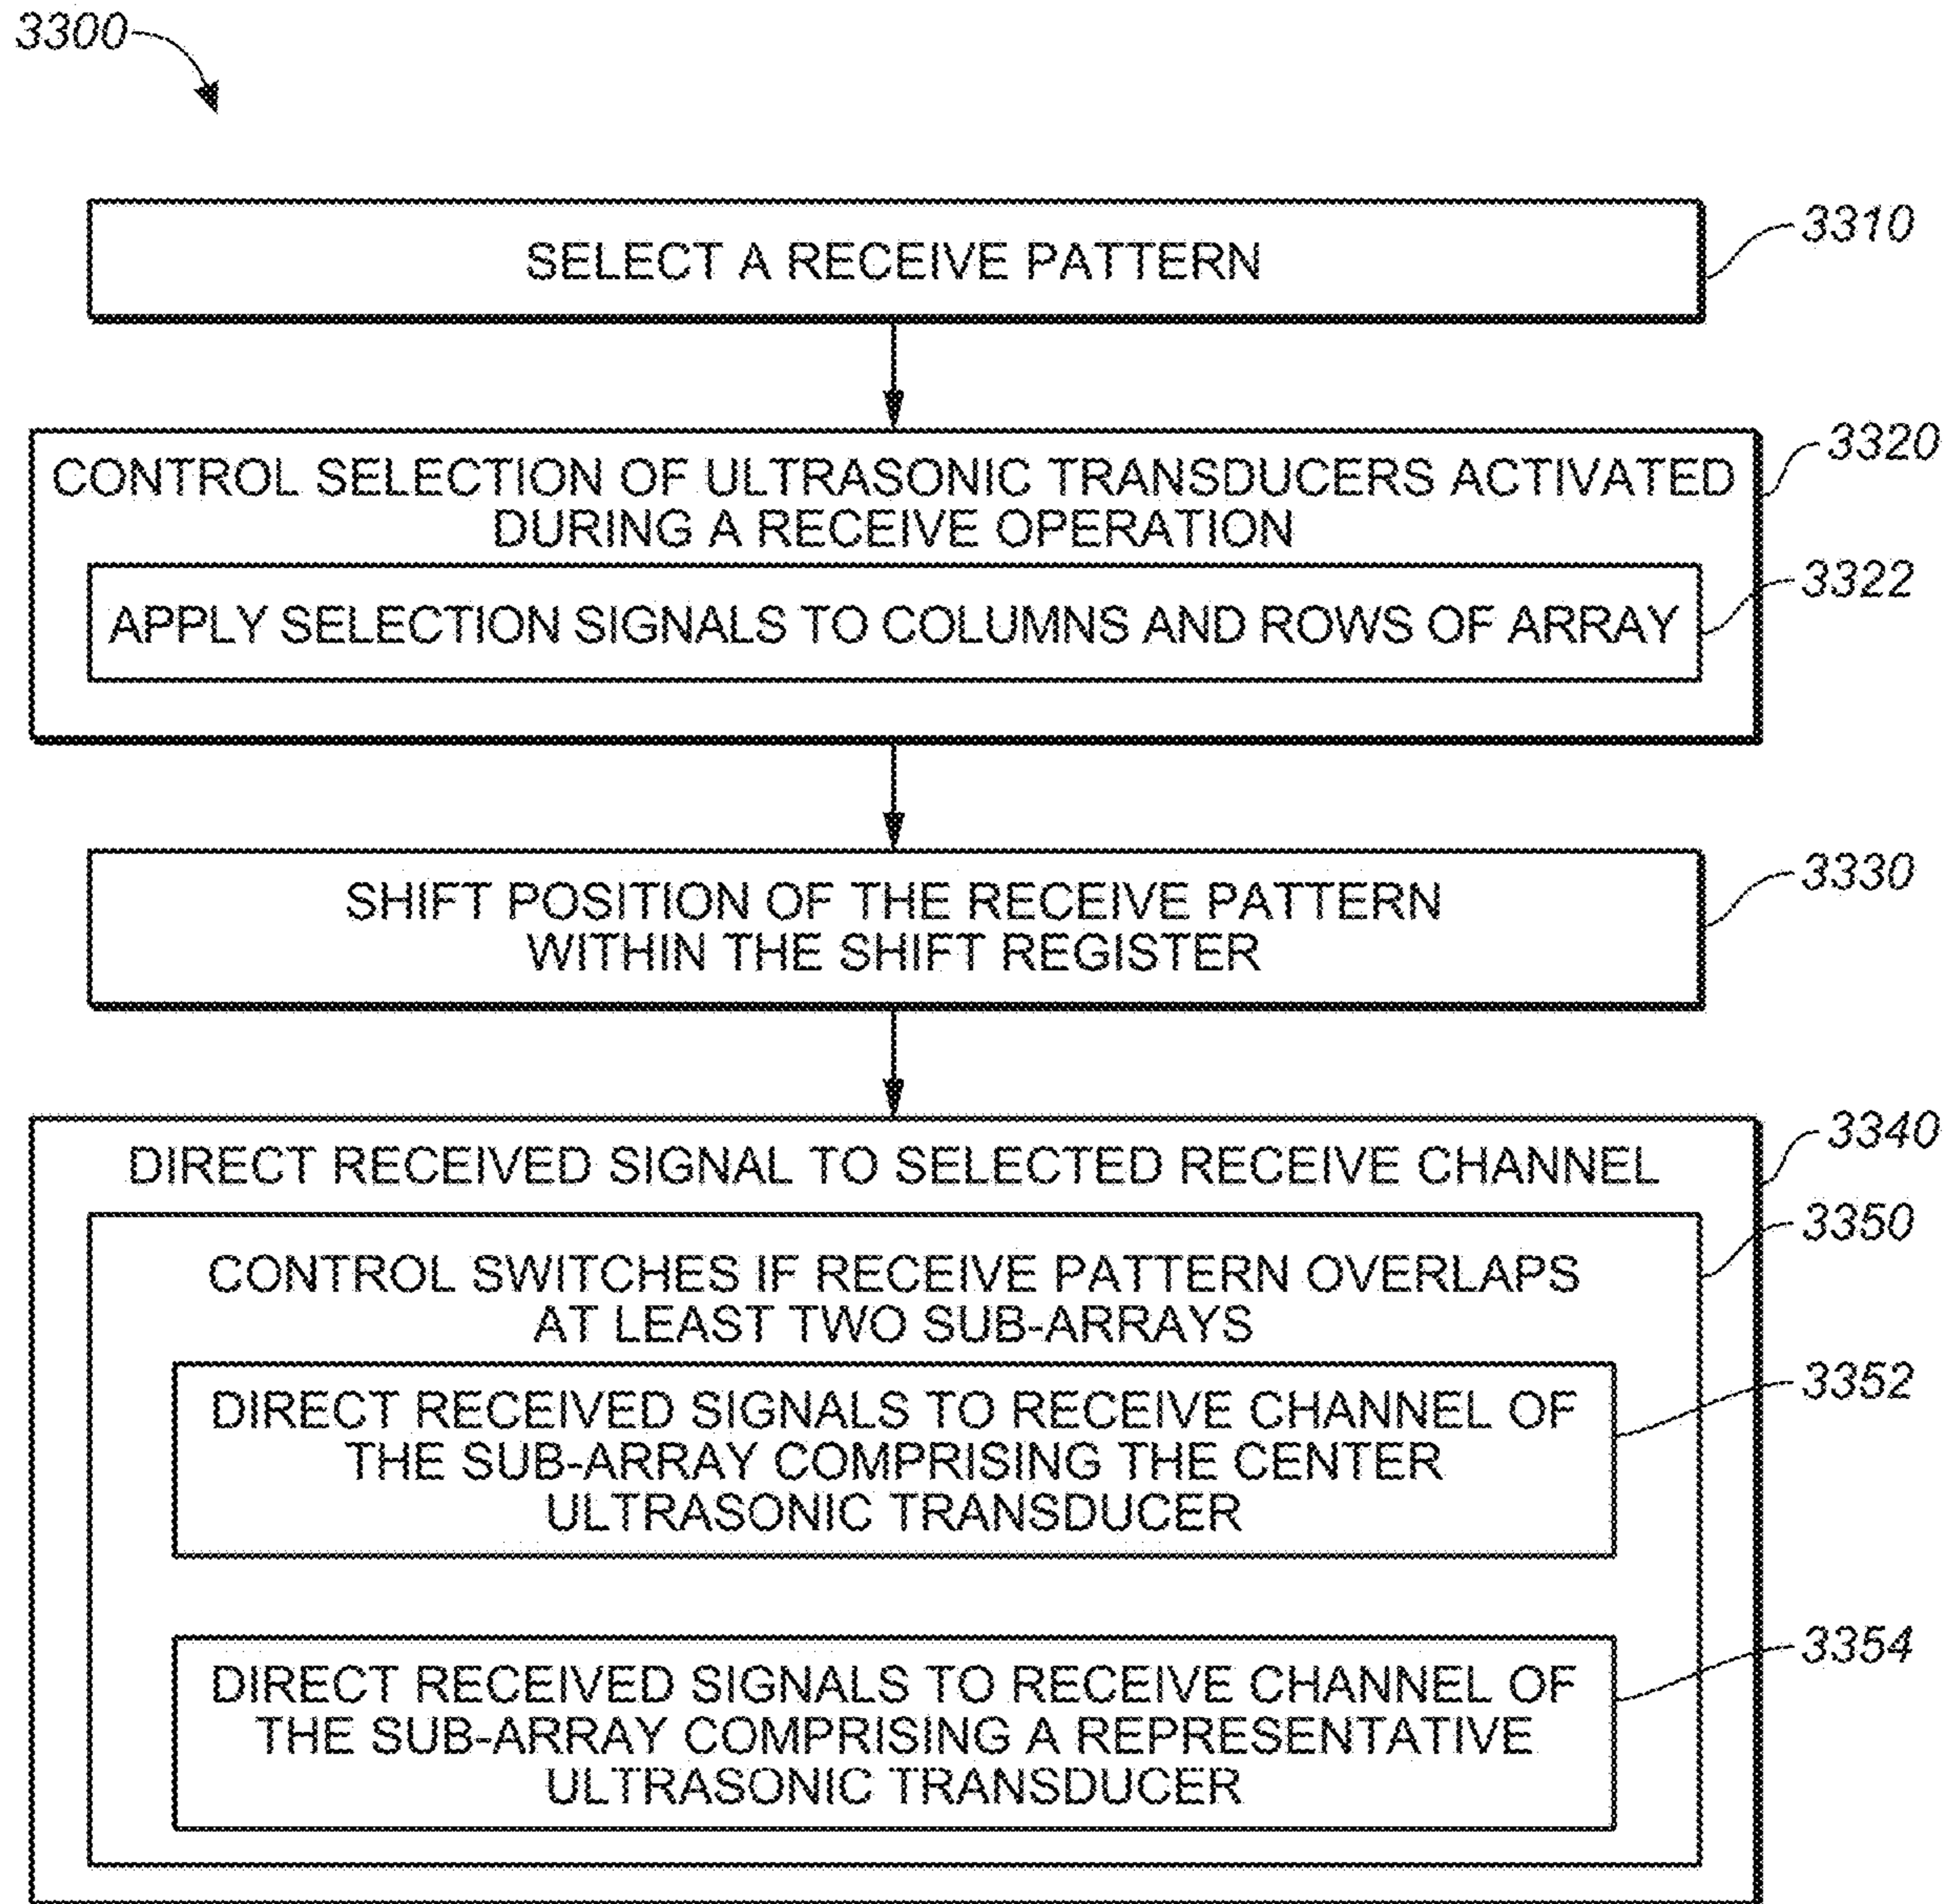 3300
SELECT A RECEIVE PATTERN
3310
CONTROL SELECTION OF ULTRASONIC TRANSDUCERS ACTIVATED
DURING A RECEIVE OPERATION
3320
APPLY SELECTION SIGNALS TO COLUMNS AND ROWS OF ARRAY
3322
SHIFT POSITION OF THE RECEIVE PATTERN
WITHIN THE SHIFT REGISTER
3330
DIRECT RECEIVED SIGNAL TO SELECTED RECEIVE CHANNEL
3340
CONTROL SWITCHES IF RECEIVE PATTERN OVERLAPS
AT LEAST TWO SUB-ARRAYS
3350
DIRECT RECEIVED SIGNALS TO RECEIVE CHANNEL OF
THE SUB-ARRAY COMPRISING THE CENTER
ULTRASONIC TRANSDUCER
3352
DIRECT RECEIVED SIGNALS TO RECEIVE CHANNEL OF
THE SUB-ARRAY COMPRISING A REPRESENTATIVE
ULTRASONIC TRANSDUCER
3354